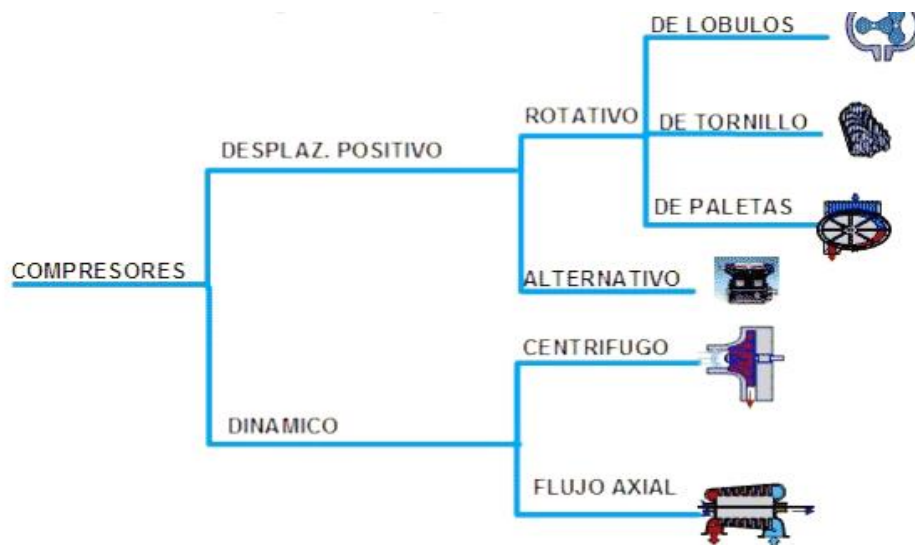 DE LOBULOS
ROTATIVO
DE TORNILLO
DESPLAZ. POSITIVO
DE PALETAS
COMPRESORES
ALTERNATIVO
CENTRIFUGO
DINAMICO
FLUJO AXIAL